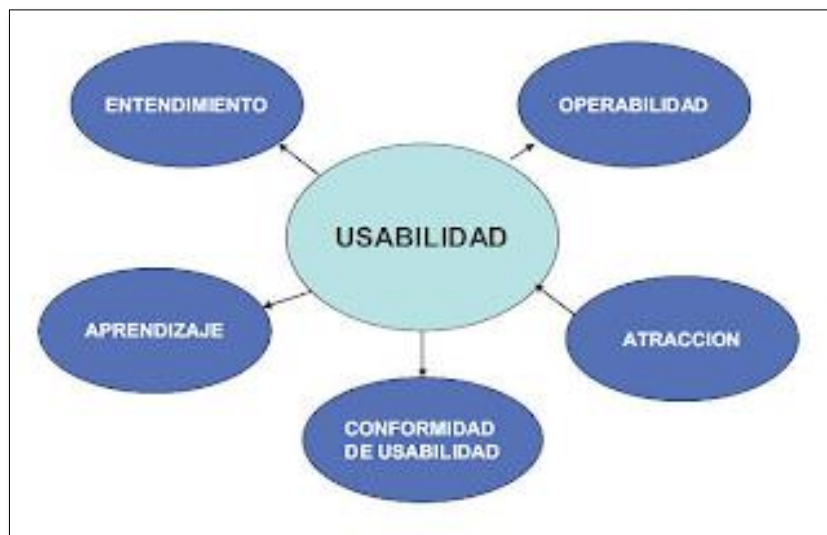 ENTENDIMIENTO
OPERABILIDAD
USABILIDAD
APRENDIZAJE
ATRACCION
CONFORMIDAD
DE USABILIDAD